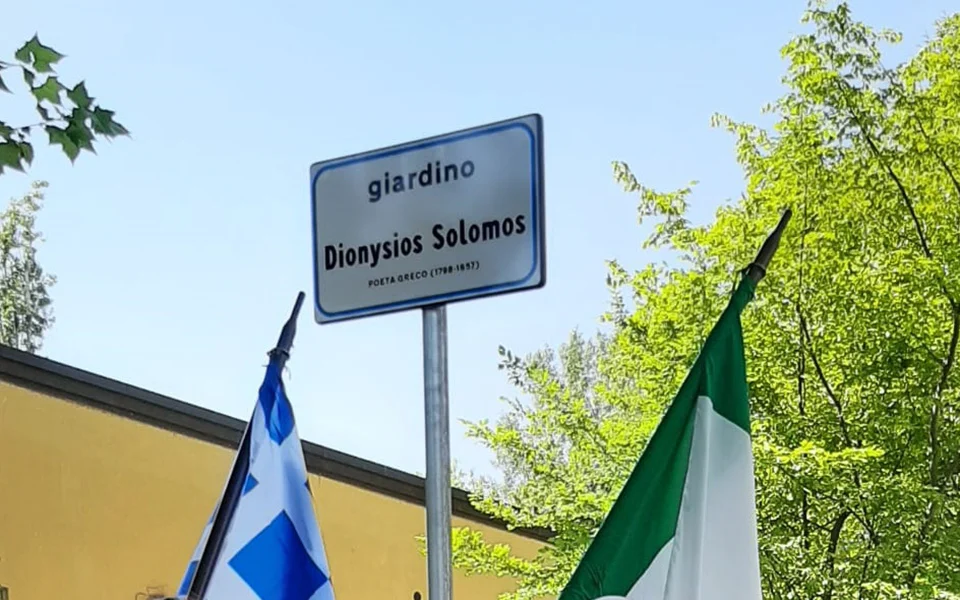 giardino
Dionysios Solomos
POETA GRECO (1798-1857)